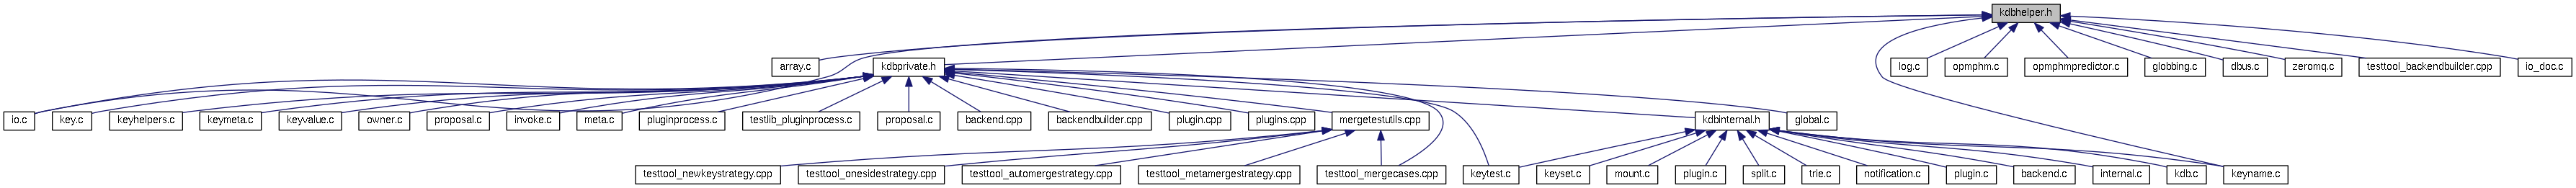 kdbhelper.h
array.c
kdbprivate.h
log.c
opmphm.c
opmphmpredictor.c
globbing.c
dbus.c
zeromq.c
testtool_backendbuilder.cpp
io_doc.c
io.c
key.c
keyhelpers.c
keymeta.c
keyvalue.c
owner.c
proposal.c
invoke.c
meta.c
pluginprocess.c
testlib_pluginprocess.c
proposal.c
backend.cpp
backendbuilder.cpp
plugin.cpp
plugins.cpp
mergetestutils.cpp
kdbinternal.h
global.c
testtool_newkeystrategy.cpp
testtool_onesidestrategy.cpp
testtool_automergestrategy.cpp
testtool_metamergestrategy.cpp
testtool_mergecases.cpp
keytest.c
keyset.c
mount.c
plugin.c
split.c
trie.c
notification.c
plugin.c
backend.c
internal.c
kdb.c
keyname.c